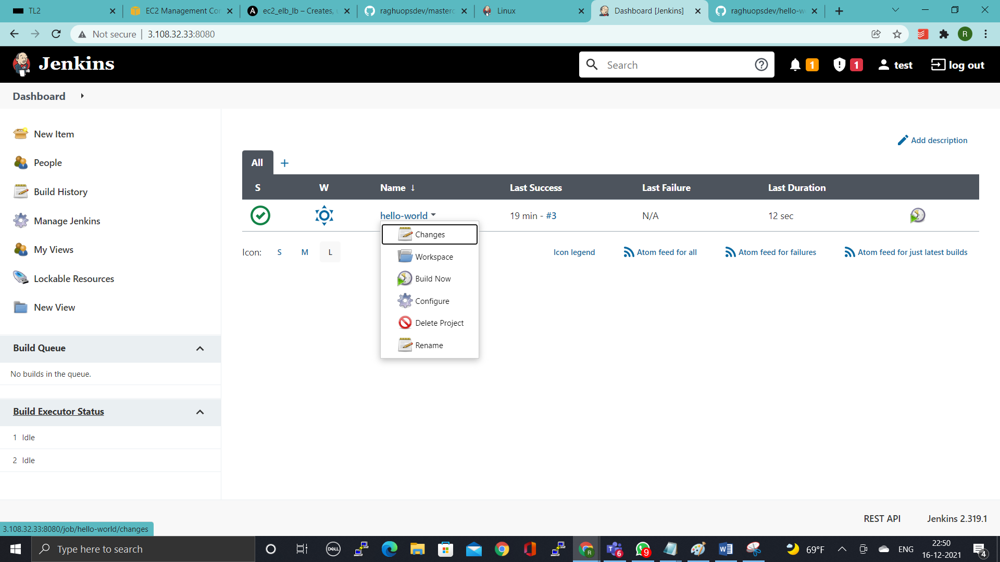 TL2
EC2 Management Con
ec2_elb_lb – Creates, u
raghuopsdev/masterc
Linux
Dashboard [Jenkins]
raghuopsdev/hello-w
Not secure
3.108.32.33:8080
R
Jenkins
Search
1
1
test
log out
Dashboard
New Item
People
Build History
Manage Jenkins
My Views
Lockable Resources
New View
Build Queue
No builds in the queue.
Build Executor Status
1 Idle
2 Idle
Add description
All +
S W Name ↓ Last Success Last Failure Last Duration
hello-world 19 min - #3 N/A 12 sec
Changes
Workspace
Build Now
Configure
Delete Project
Rename
Icon: S M L
Icon legend
Atom feed for all
Atom feed for failures
Atom feed for just latest builds
REST API
Jenkins 2.319.1
3.108.32.33:8080/job/hello-world/changes
Type here to search
DELL
R
6
9
69°F
ENG
22:50
16-12-2021
4